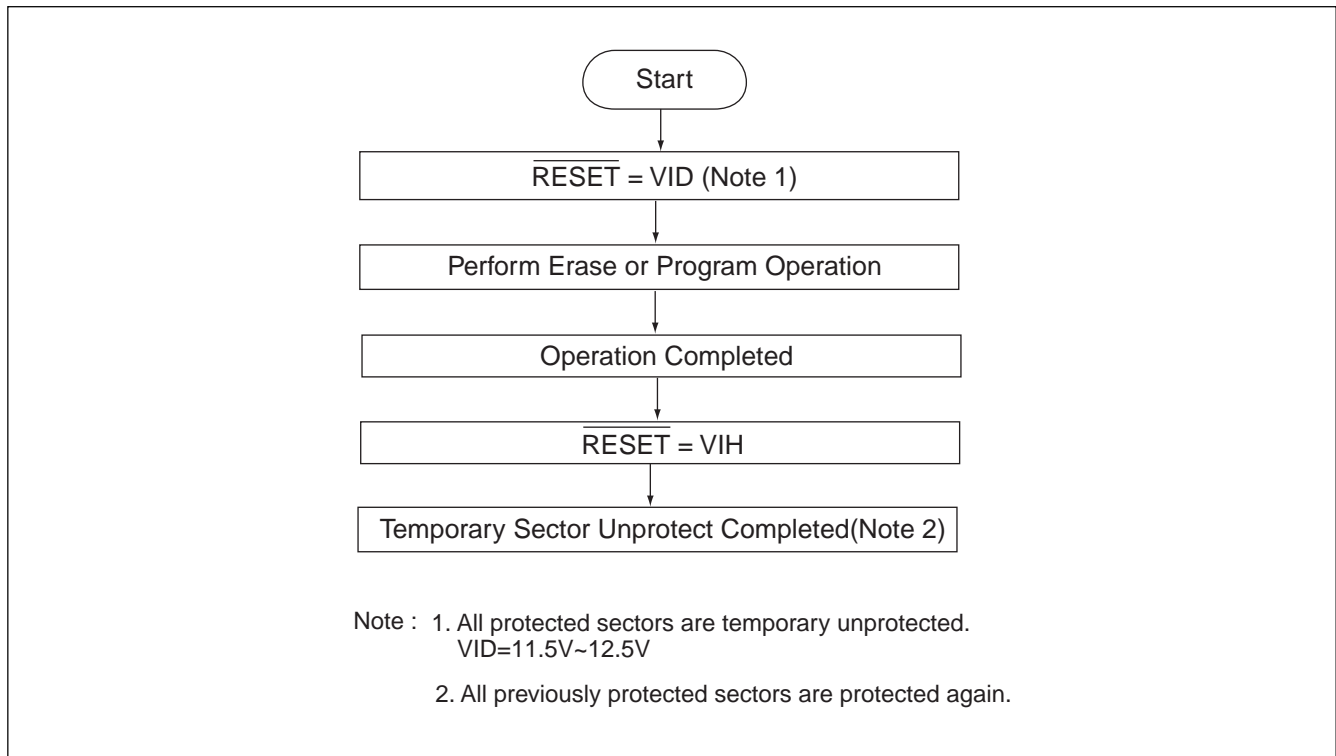 Start
RESET = VID (Note 1)
Perform Erase or Program Operation
Operation Completed
RESET = VIH
Temporary Sector Unprotect Completed(Note 2)
Note : 1. All protected sectors are temporary unprotected.
VID=11.5V~12.5V
2. All previously protected sectors are protected again.